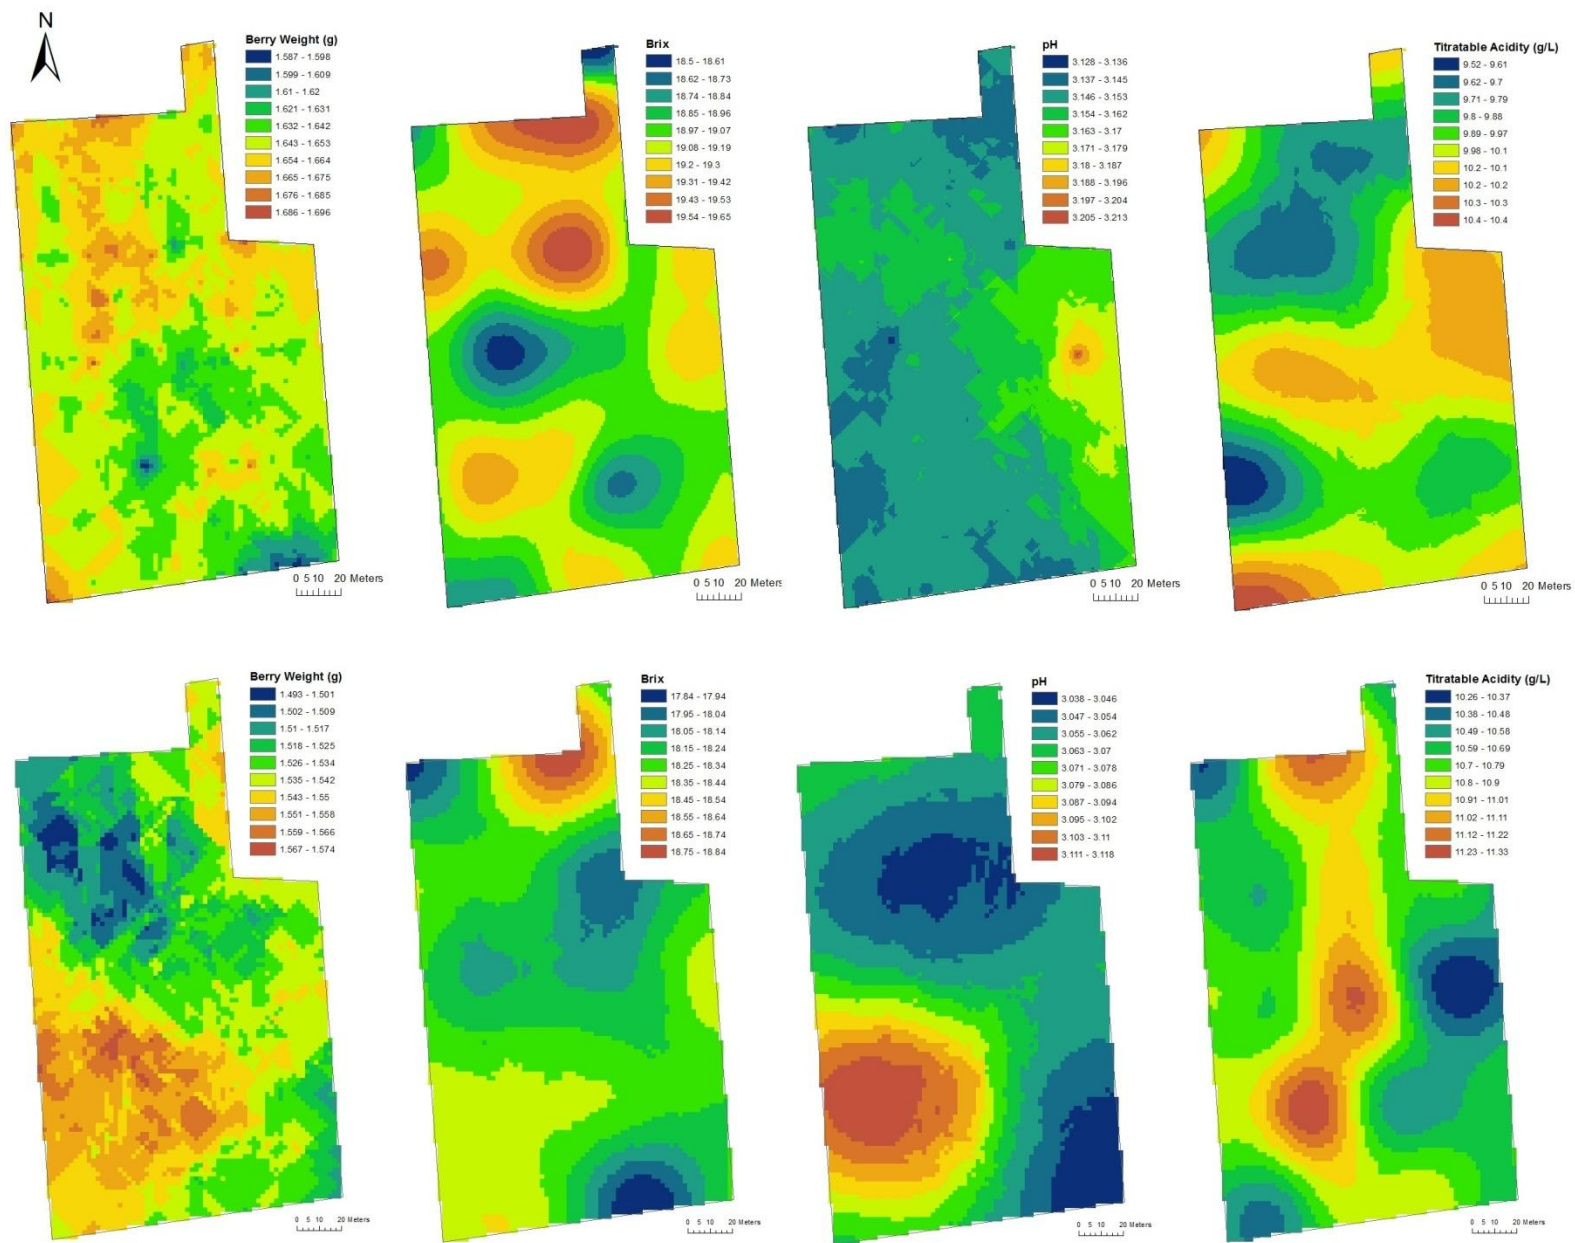 N
Berry Weight (g)
1.587 - 1.598
1.599 - 1.609
1.61 - 1.62
1.621 - 1.631
1.632 - 1.642
1.643 - 1.653
1.654 - 1.664
1.665 - 1.675
1.676 - 1.685
1.686 - 1.696
0 5 10 20 Meters
Brix
18.5 - 18.61
18.62 - 18.73
18.74 - 18.84
18.85 - 18.96
18.97 - 19.07
19.08 - 19.19
19.2 - 19.3
19.31 - 19.42
19.43 - 19.53
19.54 - 19.65
0 5 10 20 Meters
pH
3.128 - 3.136
3.137 - 3.145
3.146 - 3.153
3.154 - 3.162
3.163 - 3.17
3.171 - 3.179
3.18 - 3.187
3.188 - 3.196
3.197 - 3.204
3.205 - 3.213
0 5 10 20 Meters
Titratable Acidity (g/L)
9.52 - 9.61
9.62 - 9.7
9.71 - 9.79
9.8 - 9.88
9.89 - 9.97
9.98 - 10.1
10.2 - 10.1
10.2 - 10.2
10.3 - 10.3
10.4 - 10.4
0 5 10 20 Meters
Berry Weight (g)
1.493 - 1.501
1.502 - 1.509
1.51 - 1.517
1.518 - 1.525
1.526 - 1.534
1.535 - 1.542
1.543 - 1.55
1.551 - 1.558
1.559 - 1.566
1.567 - 1.574
0 5 10 20 Meters
Brix
17.84 - 17.94
17.95 - 18.04
18.05 - 18.14
18.15 - 18.24
18.25 - 18.34
18.35 - 18.44
18.45 - 18.54
18.55 - 18.64
18.65 - 18.74
18.75 - 18.84
0 5 10 20 Meters
pH
3.038 - 3.046
3.047 - 3.054
3.055 - 3.062
3.063 - 3.07
3.071 - 3.078
3.079 - 3.086
3.087 - 3.094
3.095 - 3.102
3.103 - 3.11
3.111 - 3.118
0 5 10 20 Meters
Titratable Acidity (g/L)
10.26 - 10.37
10.38 - 10.48
10.49 - 10.58
10.59 - 10.69
10.7 - 10.79
10.8 - 10.9
10.91 - 11.01
11.02 - 11.11
11.12 - 11.22
11.23 - 11.33
0 5 10 20 Meters